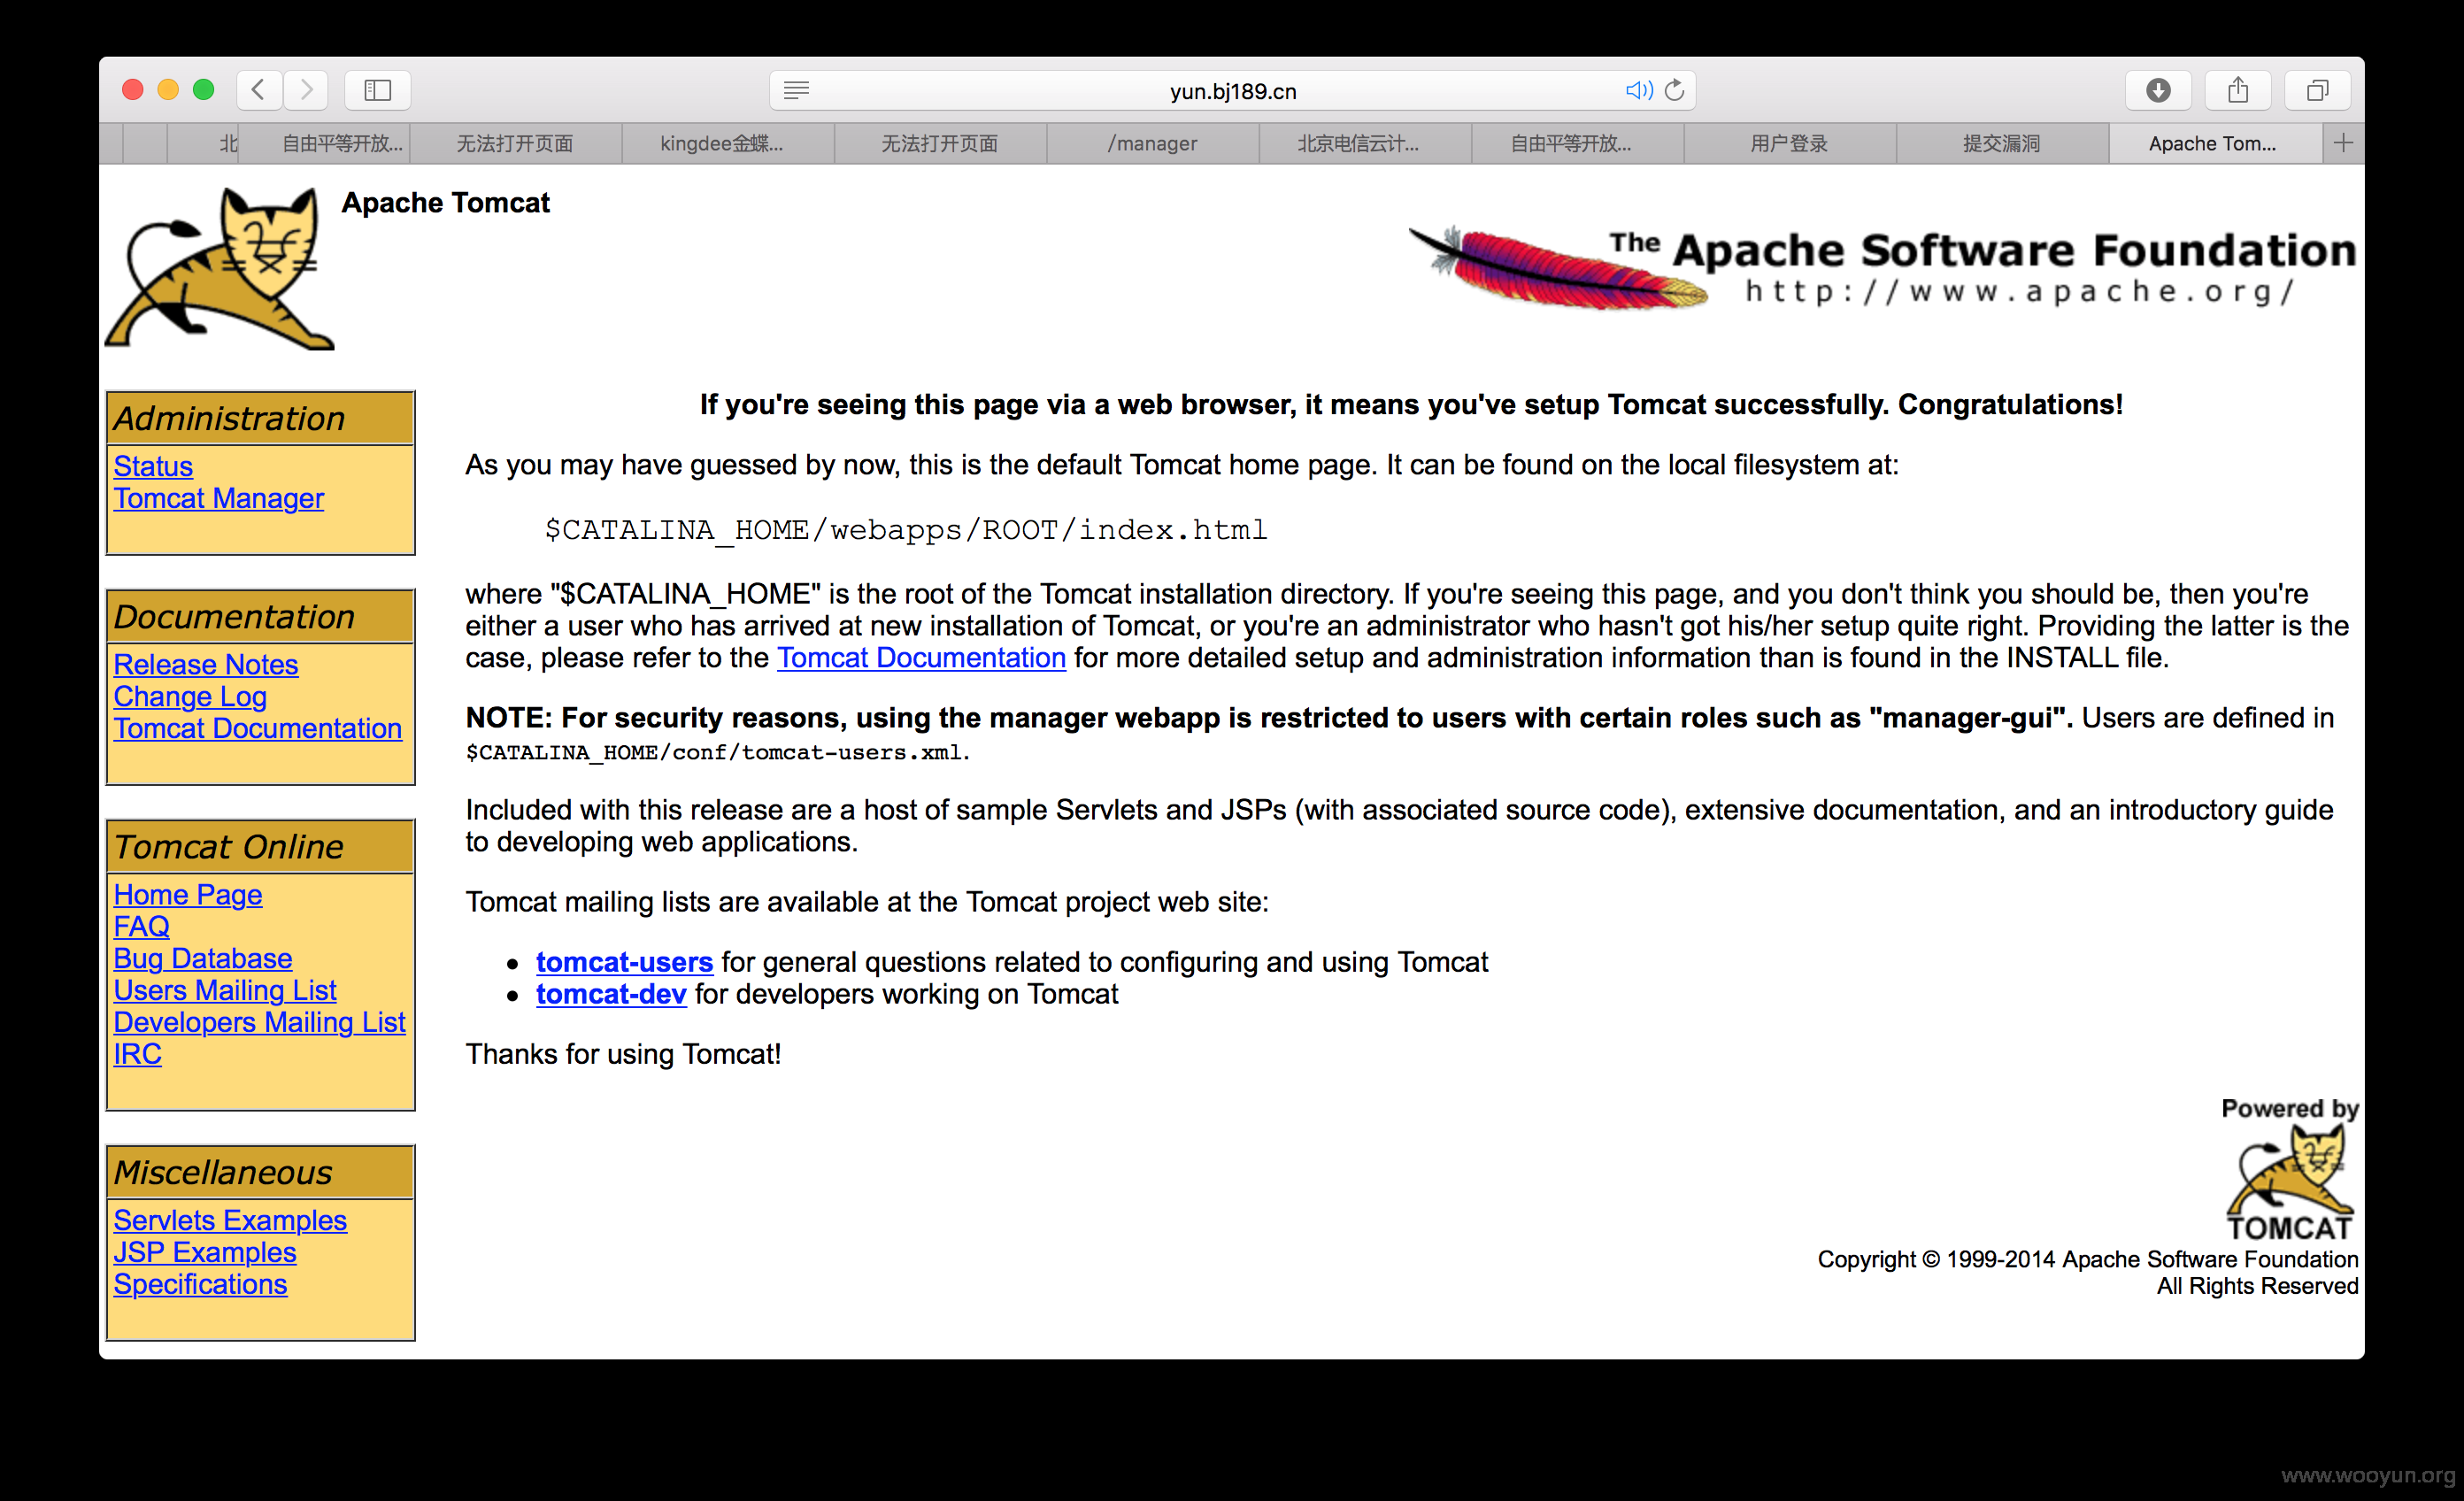 yun.bj189.cn
北
自由平等开放...
无法打开页面
kingdee金蝶...
无法打开页面
/manager
北京电信云计...
自由平等开放...
用户登录
提交漏洞
Apache Tom...
Apache Tomcat
The Apache Software Foundation
http://www.apache.org/
Administration
Status
Tomcat Manager
Documentation
Release Notes
Change Log
Tomcat Documentation
Tomcat Online
Home Page
FAQ
Bug Database
Users Mailing List
Developers Mailing List
IRC
Miscellaneous
Servlets Examples
JSP Examples
Specifications
If you're seeing this page via a web browser, it means you've setup Tomcat successfully. Congratulations!
As you may have guessed by now, this is the default Tomcat home page. It can be found on the local filesystem at:
$CATALINA_HOME/webapps/ROOT/index.html
where "$CATALINA_HOME" is the root of the Tomcat installation directory. If you're seeing this page, and you don't think you should be, then you're
either a user who has arrived at new installation of Tomcat, or you're an administrator who hasn't got his/her setup quite right. Providing the latter is the
case, please refer to the Tomcat Documentation for more detailed setup and administration information than is found in the INSTALL file.
NOTE: For security reasons, using the manager webapp is restricted to users with certain roles such as "manager-gui". Users are defined in
$CATALINA_HOME/conf/tomcat-users.xml.
Included with this release are a host of sample Servlets and JSPs (with associated source code), extensive documentation, and an introductory guide
to developing web applications.
Tomcat mailing lists are available at the Tomcat project web site:
• tomcat-users for general questions related to configuring and using Tomcat
• tomcat-dev for developers working on Tomcat
Thanks for using Tomcat!
Powered by
TOMCAT
Copyright © 1999-2014 Apache Software Foundation
All Rights Reserved
www.wooyun.org